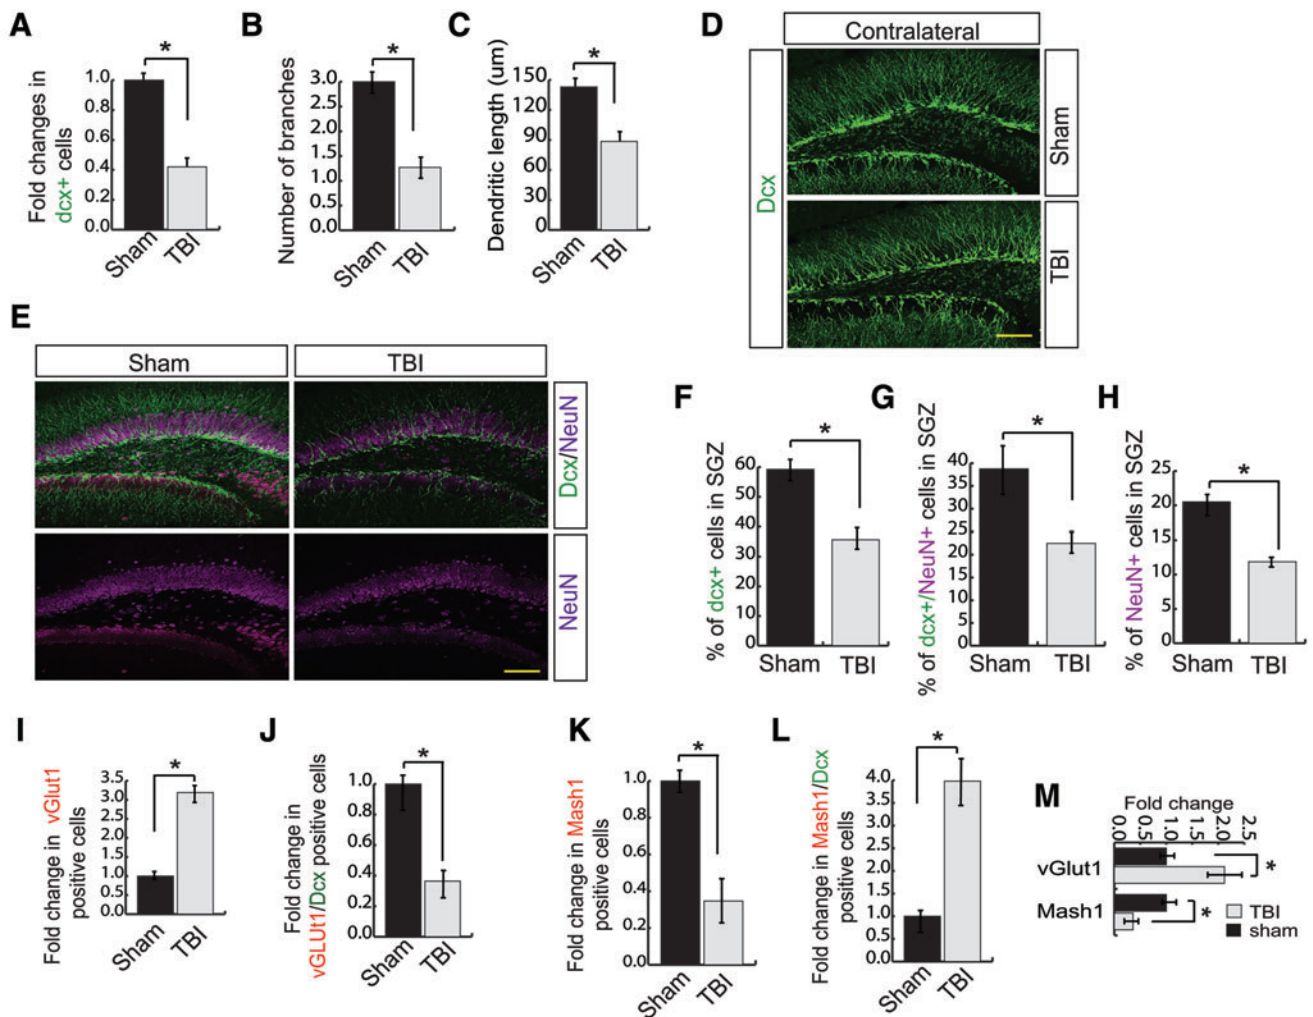 A
Fold changes in
dcx+ cells
1.0
0.8
0.6
0.4
0.2
0.0
*
Sham
TBI
B
Number of branches
3.0
2.5
2.0
1.5
1.0
0.5
0.0
*
Sham
TBI
C
Dendritic length (um)
150
120
90
60
30
0
*
Sham
TBI
D
Contralateral
Dcx
Sham
TBI
E
Sham
TBI
Dcx/NeuN
NeuN
F
% of dcx+ cells in SGZ
60
50
40
30
20
10
0
*
Sham
TBI
G
% of dcx+/NeuN+ cells in SGZ
40
35
30
25
20
15
10
5
0
*
Sham
TBI
H
% of NeuN+ cells in SGZ
25
20
15
10
5
0
*
Sham
TBI
I
Fold change in vGlut1
positive cells
3.5
3.0
2.5
2.0
1.5
1.0
0.5
0.0
*
Sham
TBI
J
Fold change in
vGLUt1/Dcx positive cells
1.0
0.8
0.6
0.4
0.2
0.0
*
Sham
TBI
K
Fold change in Mash1
positive cells
1.0
0.8
0.6
0.4
0.2
0.0
*
Sham
TBI
L
Fold change in Mash1/Dcx
positive cells
4.0
3.5
3.0
2.5
2.0
1.5
1.0
0.5
0.0
*
Sham
TBI
M
Fold change
0.0
0.5
1.0
1.5
2.0
2.5
vGlut1
*
Mash1
*
TBI
sham